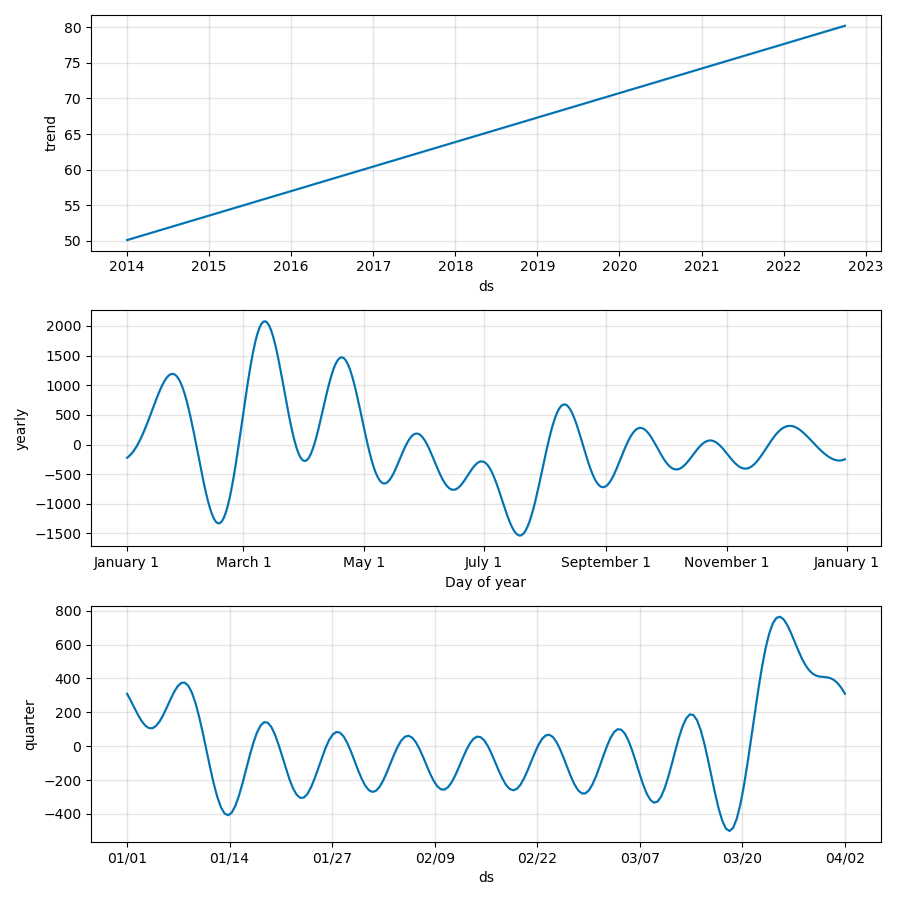 80
75
70
65
60
55
50
trend
2014 2015 2016 2017 2018 2019 2020 2021 2022 2023
ds
2000
1500
1000
500
0
−500
−1000
−1500
yearly
January 1 March 1 May 1 July 1 September 1 November 1 January 1
Day of year
800
600
400
200
0
−200
−400
quarter
01/01 01/14 01/27 02/09 02/22 03/07 03/20 04/02
ds